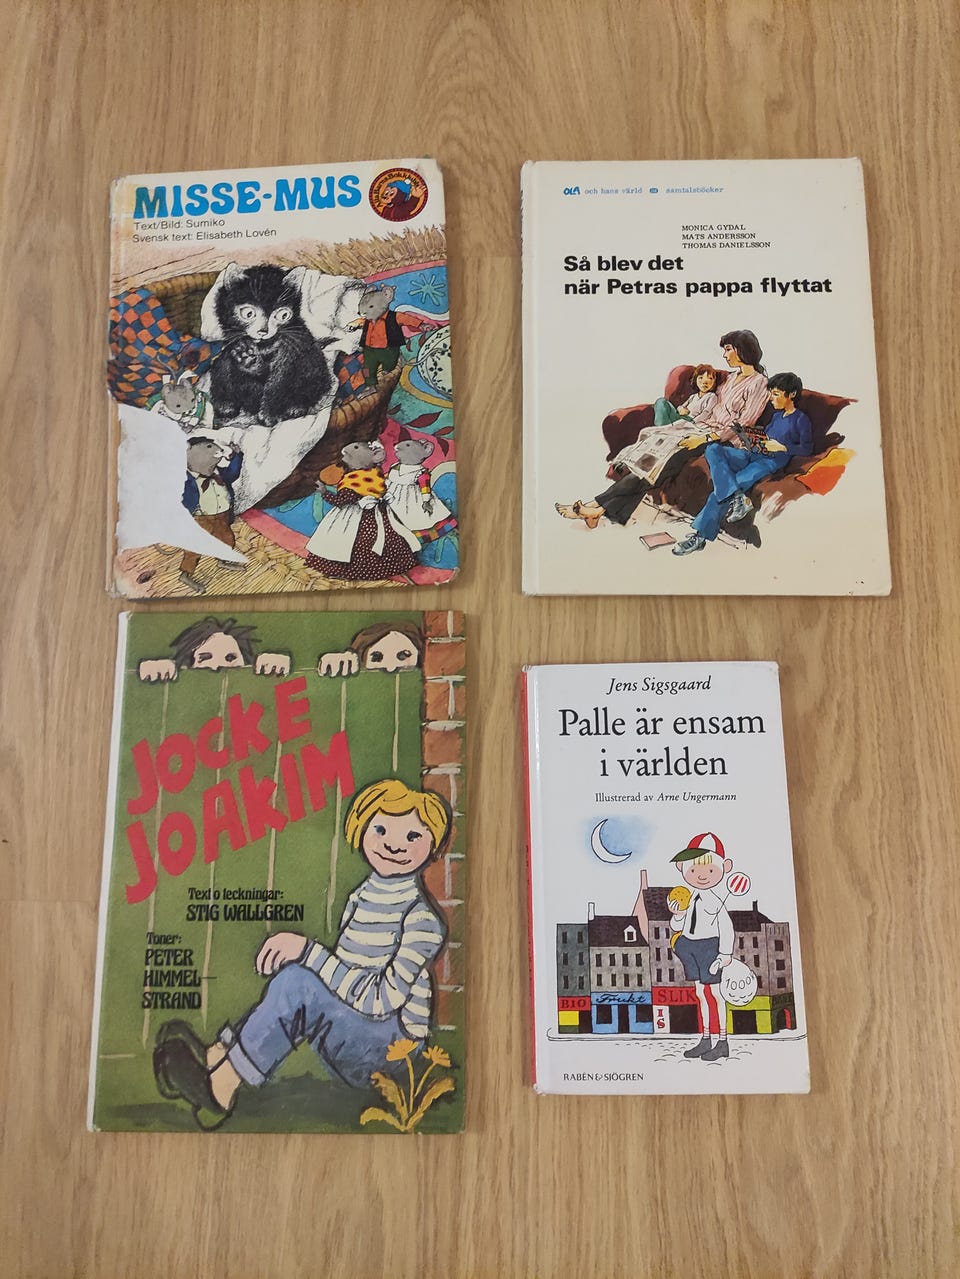 MISSE-MUS
Text/Bild: Sumiko
Svensk text: Elisabeth Lovén
OLA och hans värld samtalsböcker
MONICA GYDAL
MATS ANDERSSON
THOMAS DANIELSSON
Så blev det
när Petras pappa flyttat
JOCKE
JOAKIM
Text o teckningar:
STIG WALLGREN
Toner:
PETER
HIMMEL-
STRAND
Jens Sigsgaard
Palle är ensam
i världen
Illustrerad av Arne Ungermann
1000
BIO
Frukt
SLIK
IS
RABÉN & SJÖGREN